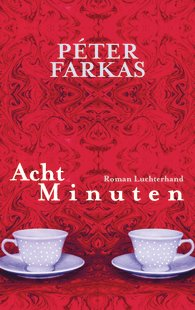 PÉTER
FARKAS
Acht
Roman Luchterhand
Minuten